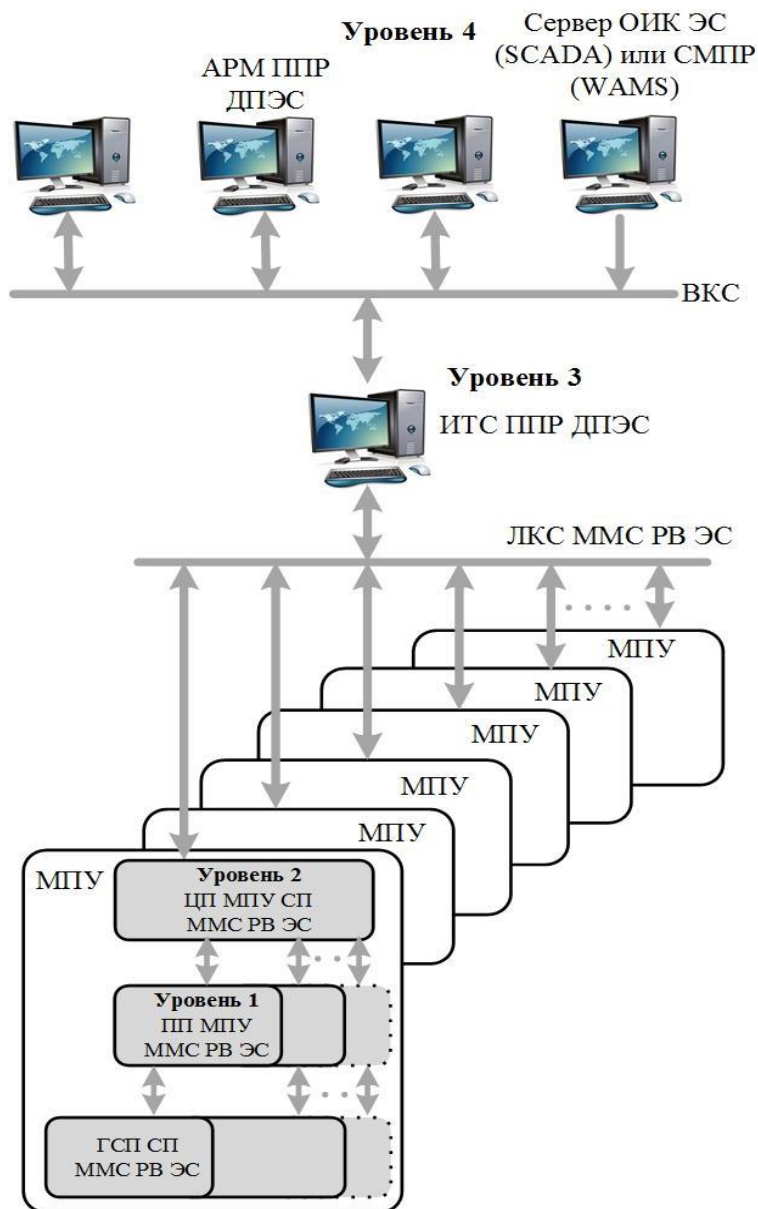 Уровень 4
Сервер ОИК ЭС
(SCADA) или СМПР
(WAMS)
АРМ ППР
ДПЭС
ВКС
Уровень 3
ИТС ППР ДПЭС
ЛКС ММС РВ ЭС
МПУ
МПУ
МПУ
МПУ
МПУ
МПУ
Уровень 2
ЦП МПУ СП
ММС РВ ЭС
Уровень 1
ПП МПУ
ММС РВ ЭС
ГСП СП
ММС РВ ЭС